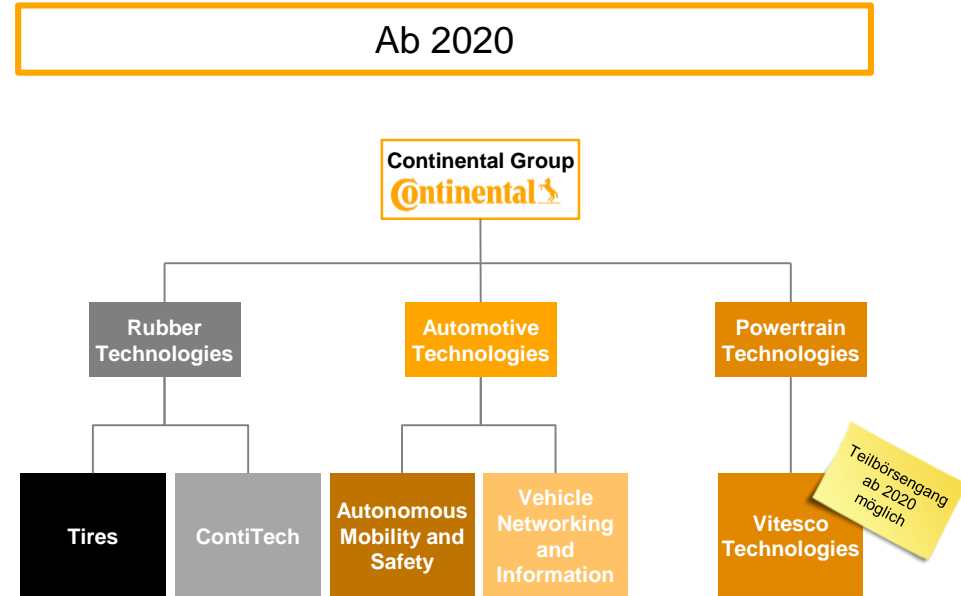 Ab 2020
Continental Group
Continental
Rubber
Technologies
Automotive
Technologies
Powertrain
Technologies
Teilbörsengang
ab 2020
möglich
Tires
ContiTech
Autonomous
Mobility and
Safety
Vehicle
Networking
and
Information
Vitesco
Technologies